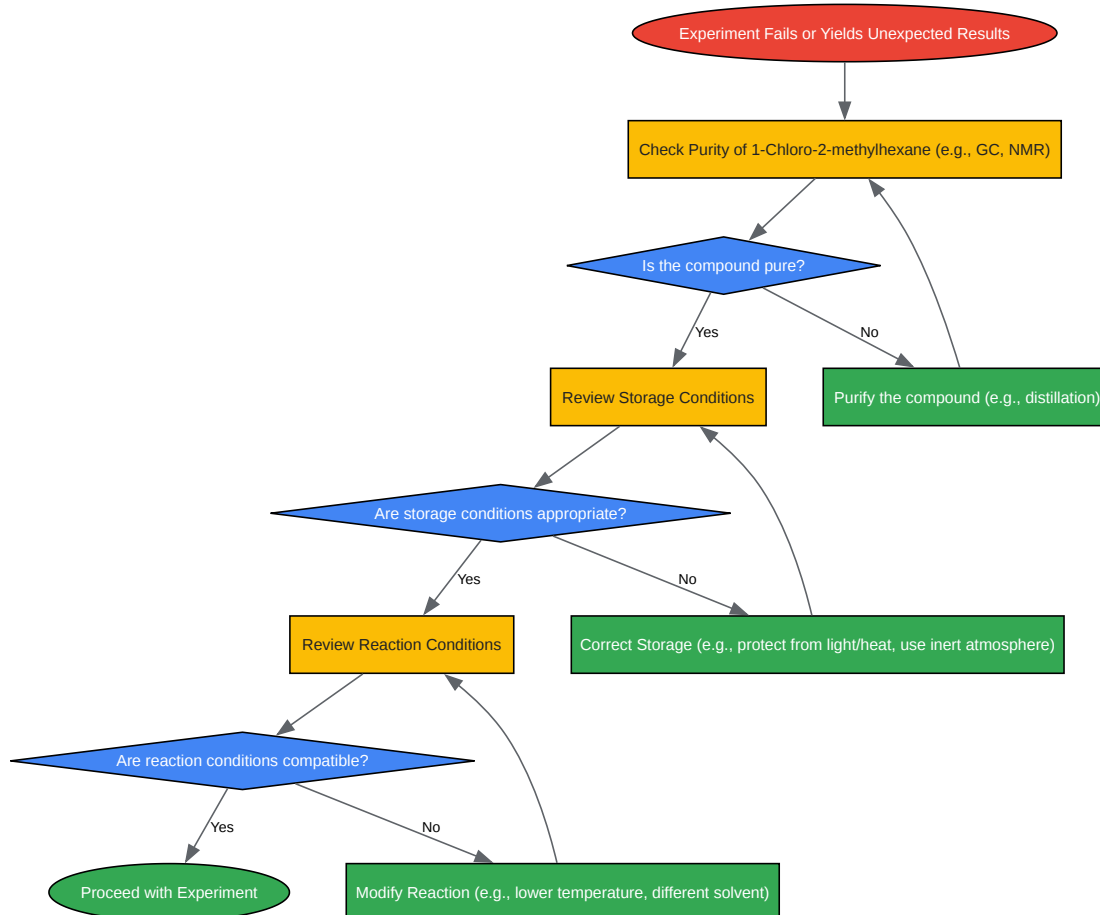 Experiment Fails or Yields Unexpected Results
Check Purity of 1-Chloro-2-methylhexane (e.g., GC, NMR)
Is the compound pure?
Yes
No
Review Storage Conditions
Purify the compound (e.g., distillation)
Are storage conditions appropriate?
Yes
No
Review Reaction Conditions
Correct Storage (e.g., protect from light/heat, use inert atmosphere)
Are reaction conditions compatible?
Yes
No
Proceed with Experiment
Modify Reaction (e.g., lower temperature, different solvent)